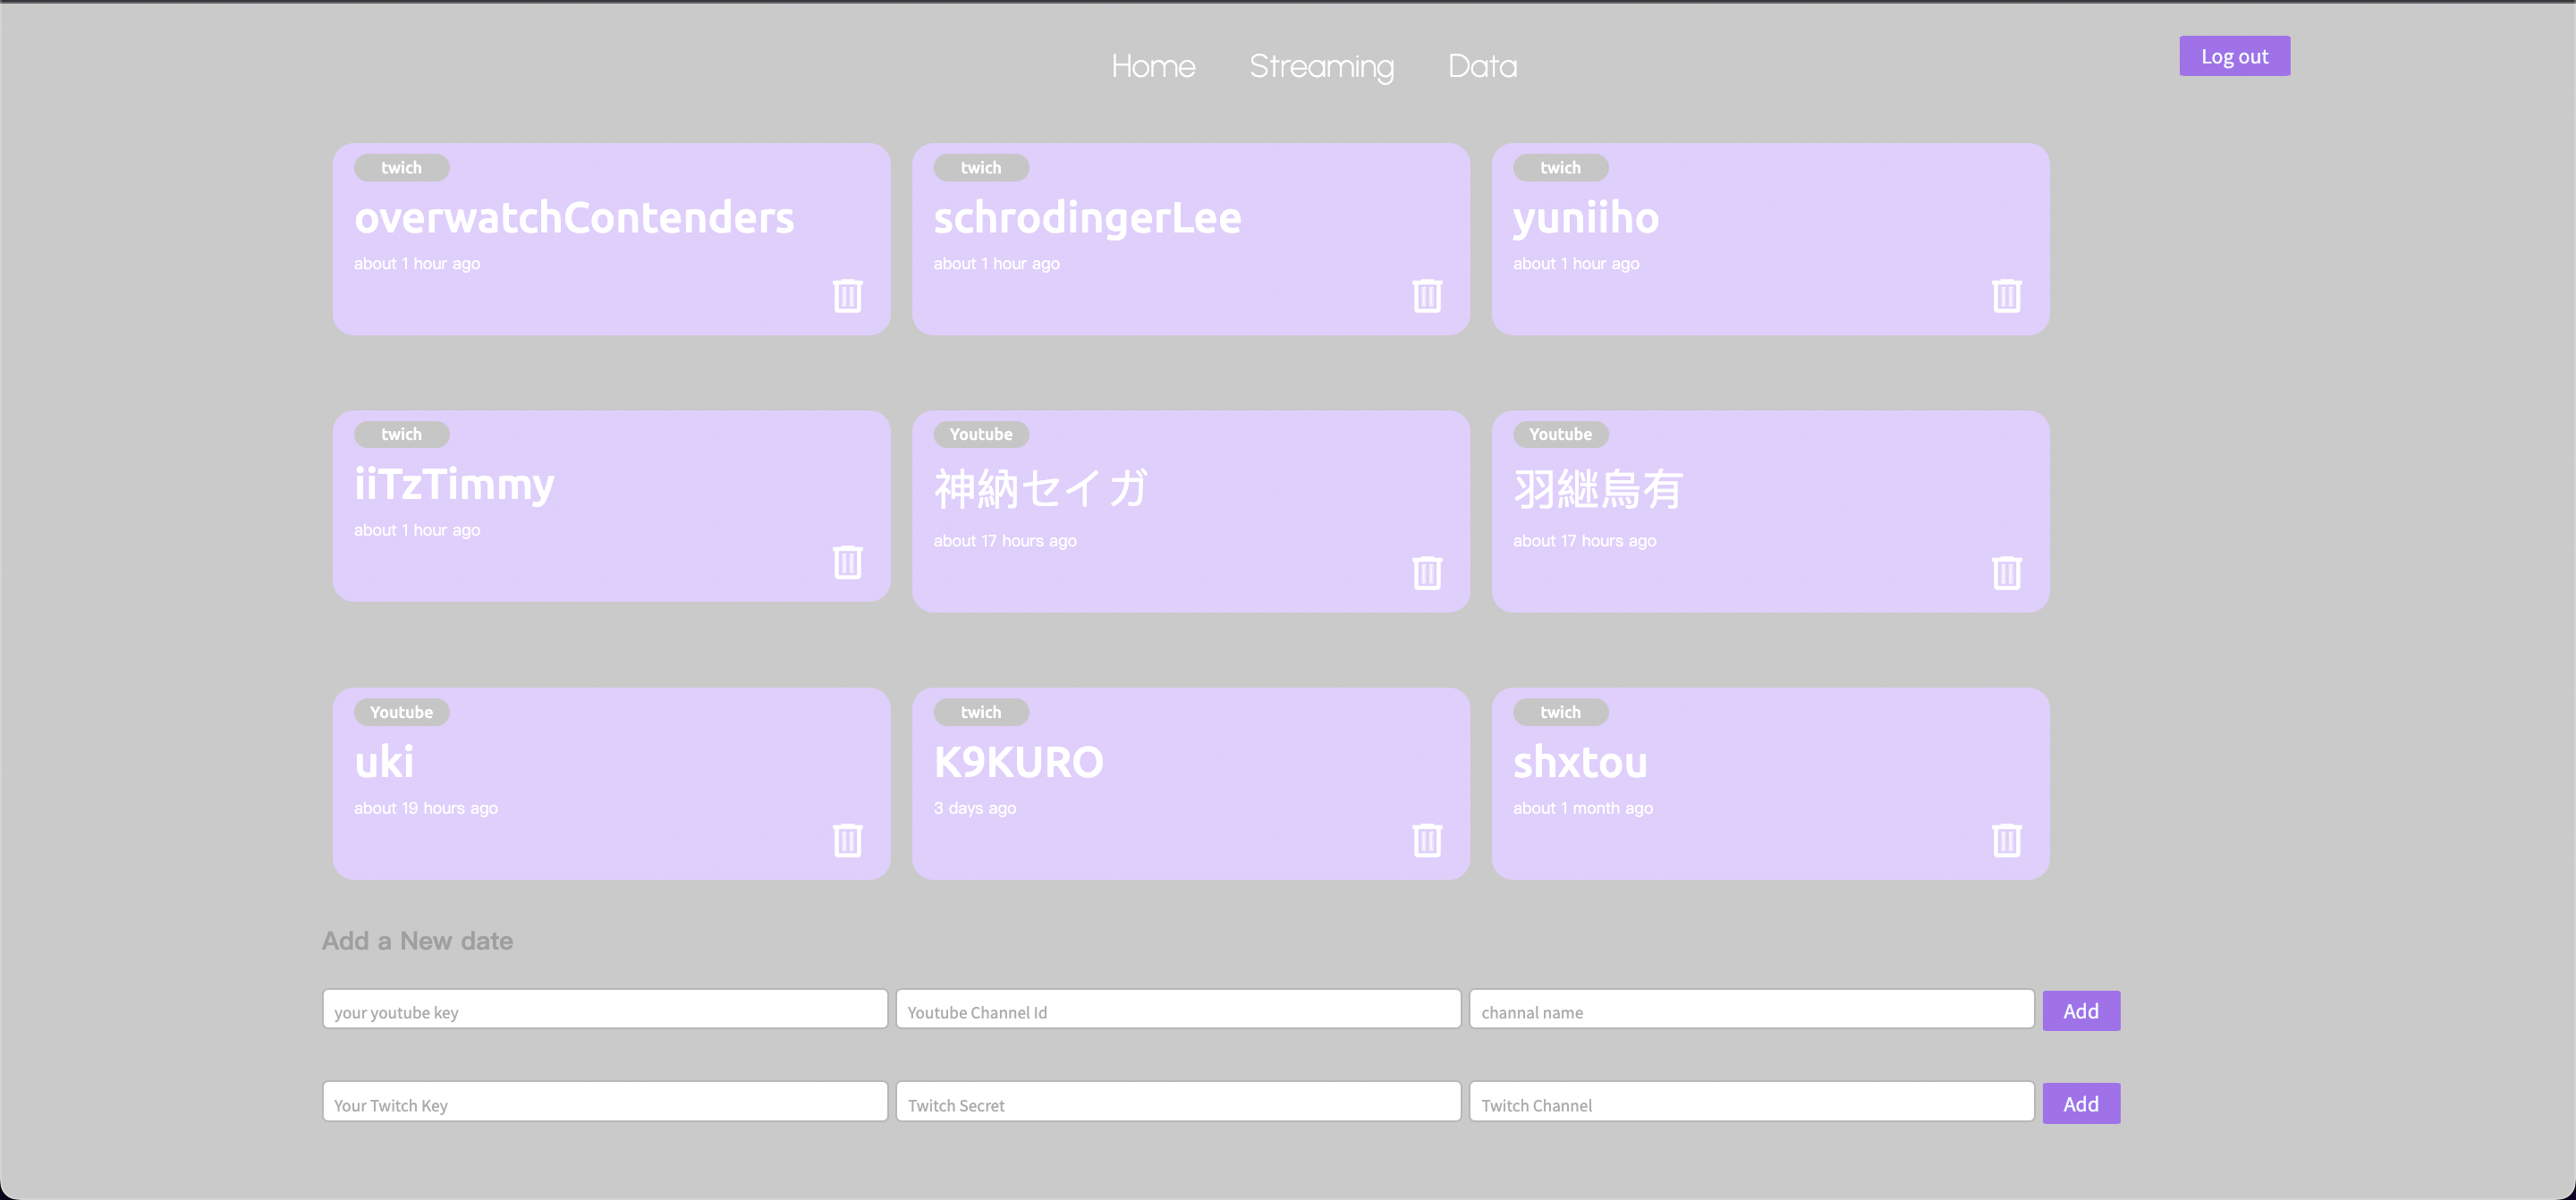 Home Streaming Data
Log out
twich
overwatchContenders
about 1 hour ago
twich
schrodingerLee
about 1 hour ago
twich
yuniiho
about 1 hour ago
twich
iiTzTimmy
about 1 hour ago
Youtube
神納セイガ
about 17 hours ago
Youtube
羽継烏有
about 17 hours ago
Youtube
uki
about 19 hours ago
twich
K9KURO
3 days ago
twich
shxtou
about 1 month ago
Add a New date
your youtube key
Youtube Channel Id
channal name
Add
Your Twitch Key
Twitch Secret
Twitch Channel
Add